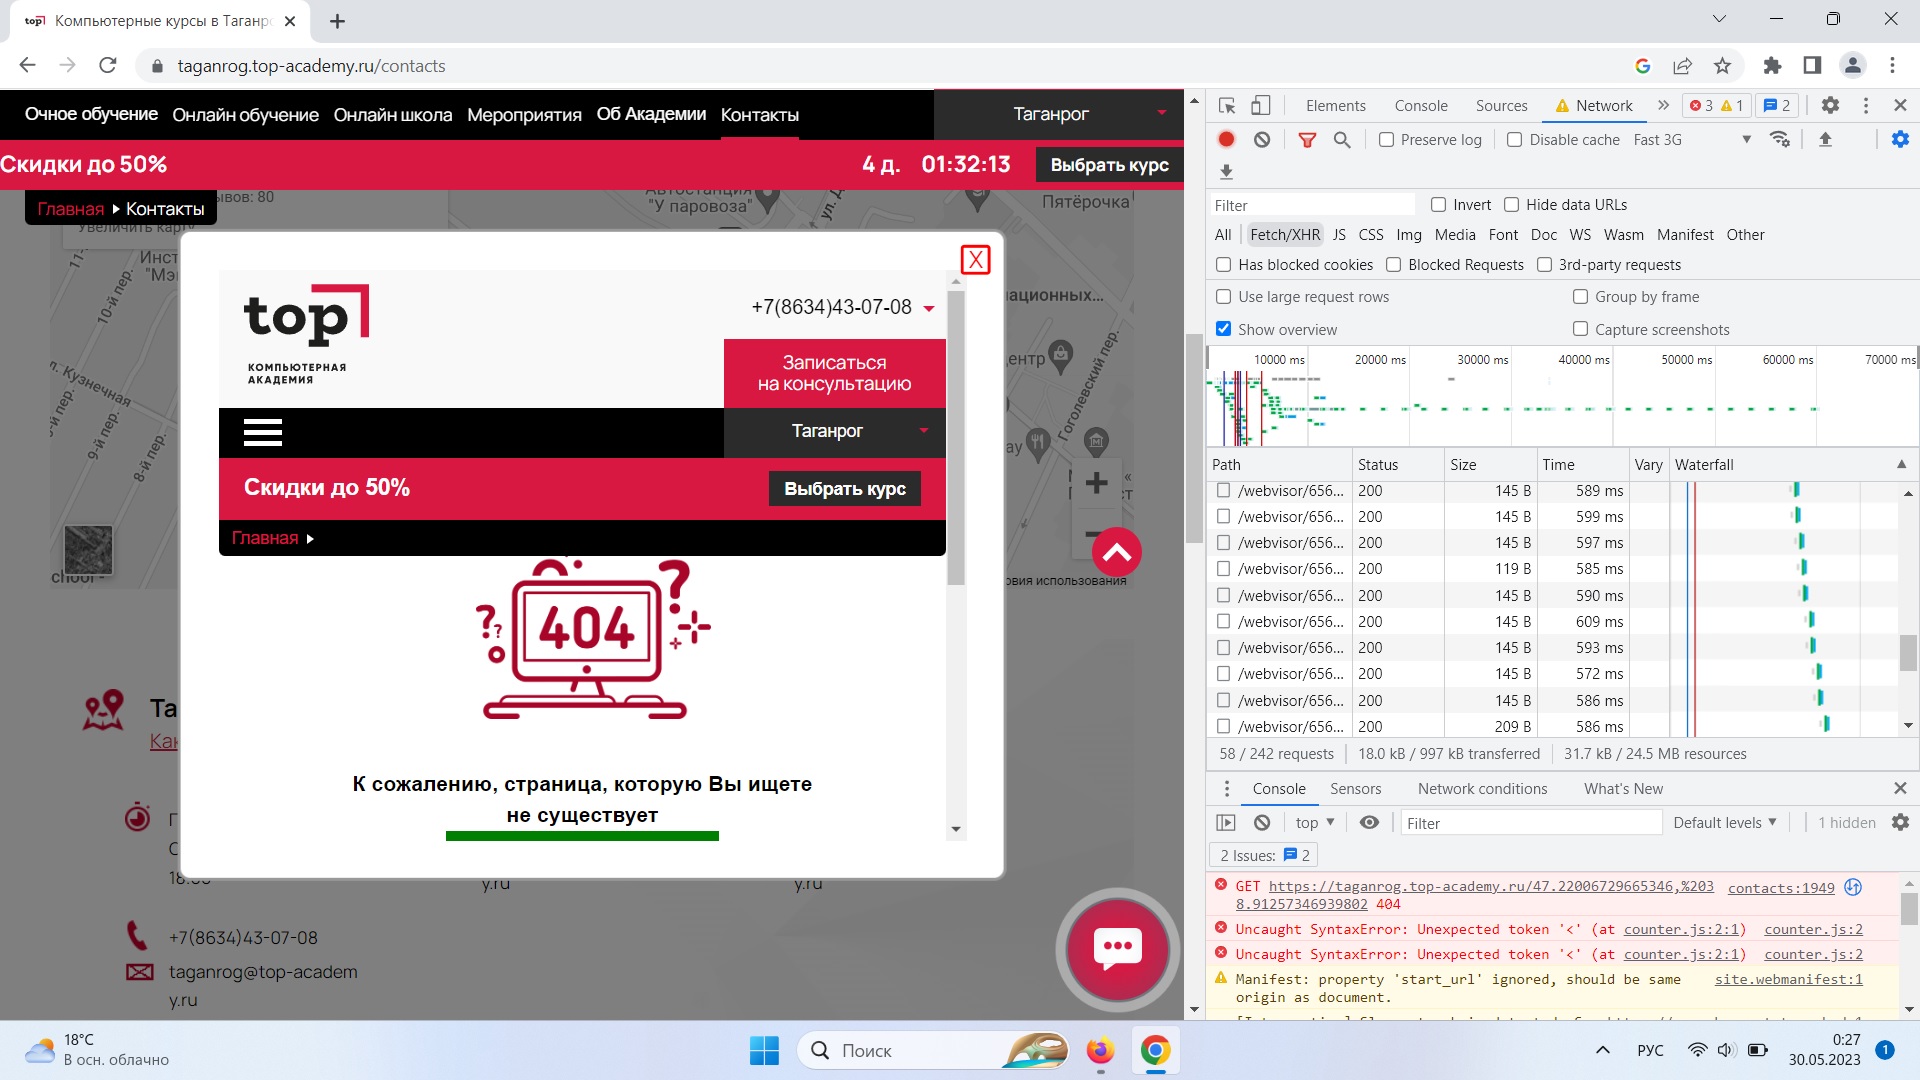 top Компьютерные курсы в Таганро
taganrog.top-academy.ru/contacts
Очное обучение Онлайн обучение Онлайн школа Мероприятия Об Академии Контакты Таганрог
Скидки до 50% 4 д. 01:32:13 Выбрать курс
Главная Контакты
ывов: 80
Увеличить карту
Автостанция
"У паровоза"
Пятёрочка
10-й пер.
9-й пер.
8-й пер.
Гоголевский пер.
top
КОМПЬЮТЕРНАЯ
АКАДЕМИЯ
+7(8634)43-07-08
Записаться
на консультацию
Таганрог
Скидки до 50% Выбрать курс
Главная
404
К сожалению, страница, которую Вы ищете
не существует
X
овия использования
Та
y.ru y.ru
+7(8634)43-07-08
taganrog@top-academ
y.ru
Elements Console Sources Network 3 1 2
Preserve log Disable cache Fast 3G
Filter Invert Hide data URLs
All Fetch/XHR JS CSS Img Media Font Doc WS Wasm Manifest Other
Has blocked cookies Blocked Requests 3rd-party requests
Use large request rows Group by frame
Show overview Capture screenshots
10000 ms 20000 ms 30000 ms 40000 ms 50000 ms 60000 ms 70000 ms
Path Status Size Time Vary Waterfall
/webvisor/656... 200 145 B 589 ms
/webvisor/656... 200 145 B 599 ms
/webvisor/656... 200 145 B 597 ms
/webvisor/656... 200 119 B 585 ms
/webvisor/656... 200 145 B 590 ms
/webvisor/656... 200 145 B 609 ms
/webvisor/656... 200 145 B 593 ms
/webvisor/656... 200 145 B 572 ms
/webvisor/656... 200 145 B 586 ms
/webvisor/656... 200 209 B 586 ms
58 / 242 requests 18.0 kB / 997 kB transferred 31.7 kB / 24.5 MB resources
Console Sensors Network conditions What's New
top Filter Default levels 1 hidden
2 Issues: 2
GET https://taganrog.top-academy.ru/47.22006729665346,%203 contacts:1949
8.91257346939802 404
Uncaught SyntaxError: Unexpected token '<' (at counter.js:2:1) counter.js:2
Uncaught SyntaxError: Unexpected token '<' (at counter.js:2:1) counter.js:2
Manifest: property 'start_url' ignored, should be same site.webmanifest:1
origin as document.
18°C
В осн. облачно
Поиск
РУС
0:27
30.05.2023
1